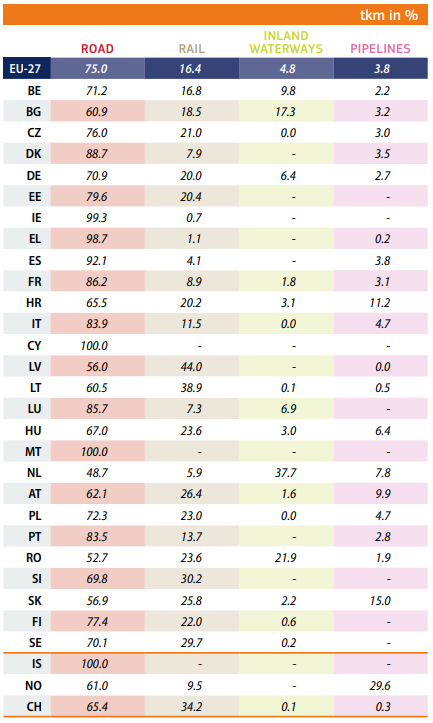 tkm in %
ROAD RAIL INLAND WATERWAYS PIPELINES
EU-27 75.0 16.4 4.8 3.8
BE 71.2 16.8 9.8 2.2
BG 60.9 18.5 17.3 3.2
CZ 76.0 21.0 0.0 3.0
DK 88.7 7.9 - 3.5
DE 70.9 20.0 6.4 2.7
EE 79.6 20.4 - -
IE 99.3 0.7 - -
EL 98.7 1.1 - 0.2
ES 92.1 4.1 - 3.8
FR 86.2 8.9 1.8 3.1
HR 65.5 20.2 3.1 11.2
IT 83.9 11.5 0.0 4.7
CY 100.0 - - -
LV 56.0 44.0 - 0.0
LT 60.5 38.9 0.1 0.5
LU 85.7 7.3 6.9 -
HU 67.0 23.6 3.0 6.4
MT 100.0 - - -
NL 48.7 5.9 37.7 7.8
AT 62.1 26.4 1.6 9.9
PL 72.3 23.0 0.0 4.7
PT 83.5 13.7 - 2.8
RO 52.7 23.6 21.9 1.9
SI 69.8 30.2 - -
SK 56.9 25.8 2.2 15.0
FI 77.4 22.0 0.6 -
SE 70.1 29.7 0.2 -
IS 100.0 - - -
NO 61.0 9.5 - 29.6
CH 65.4 34.2 0.1 0.3